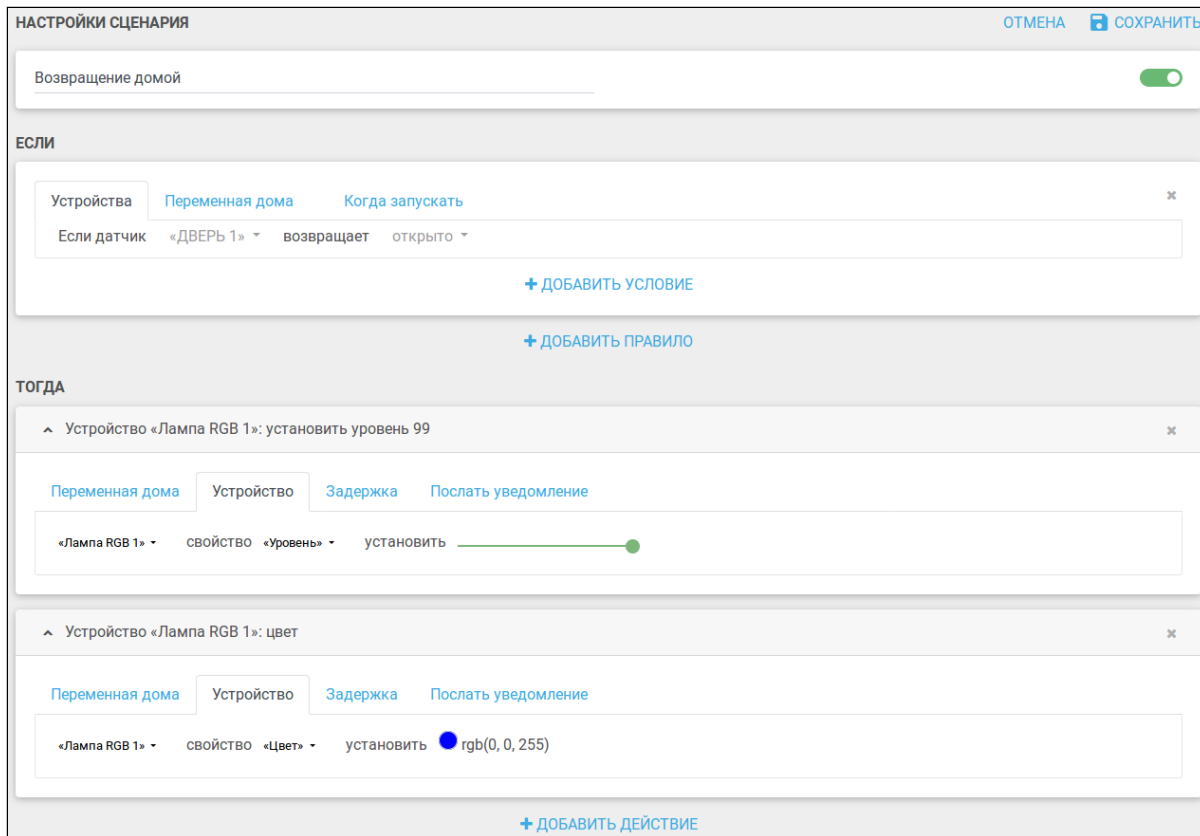 НАСТРОЙКИ СЦЕНАРИЯ ОТМЕНА СОХРАНИТЬ
Возвращение домой
ЕСЛИ
Устройства Переменная дома Когда запускать
Если датчик «ДВЕРЬ 1» возвращает открыто
+ ДОБАВИТЬ УСЛОВИЕ
+ ДОБАВИТЬ ПРАВИЛО
ТОГДА
Устройство «Лампа RGB 1»: установить уровень 99
Переменная дома Устройство Задержка Послать уведомление
«Лампа RGB 1» свойство «Уровень» установить
Устройство «Лампа RGB 1»: цвет
Переменная дома Устройство Задержка Послать уведомление
«Лампа RGB 1» свойство «Цвет» установить rgb(0, 0, 255)
+ ДОБАВИТЬ ДЕЙСТВИЕ